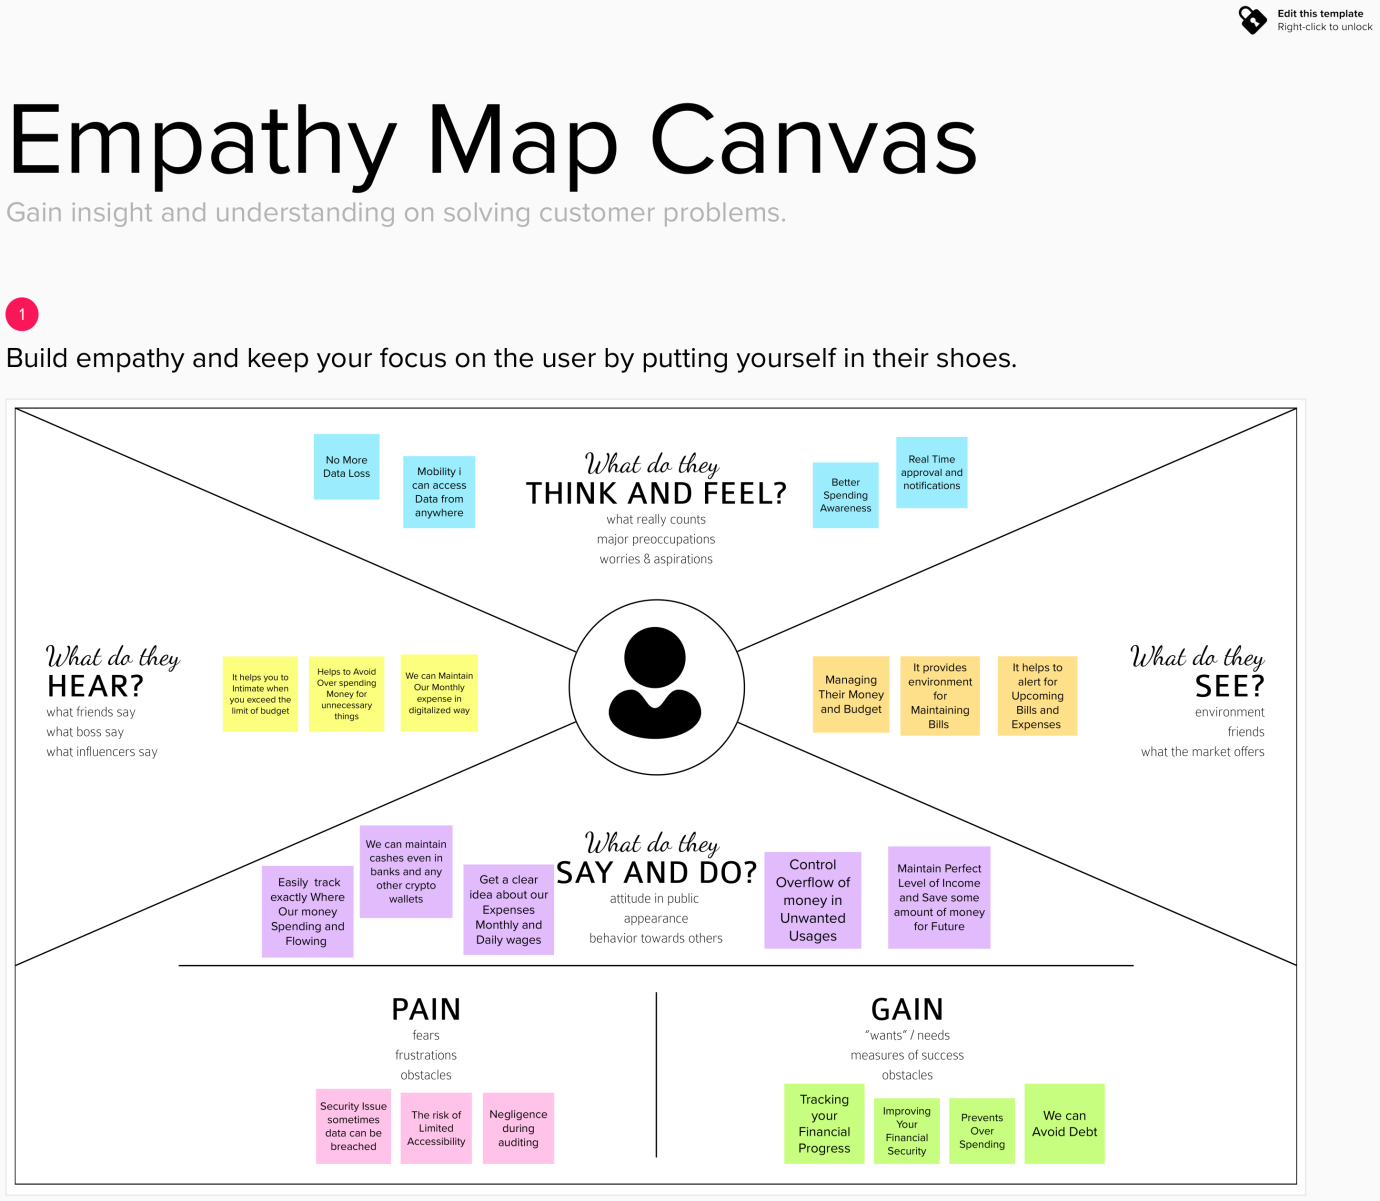 Edit this template
Right-click to unlock
Empathy Map Canvas
Gain insight and understanding on solving customer problems.
1
Build empathy and keep your focus on the user by putting yourself in their shoes.
No More
Data Loss
Mobility i
can access
Data from
anywhere
What do they
THINK AND FEEL?
what really counts
major preoccupations
worries & aspirations
Better
Spending
Awareness
Real Time
approval and
notifications
What do they
HEAR?
what friends say
what boss say
what influencers say
It helps you to
Intimate when
you exceed the
limit of budget
Helps to Avoid
Over spending
Money for
unnecessary
things
We can Maintain
Our Monthly
expense in
digitalized way
Managing
Their Money
and Budget
It provides
environment
for
Maintaining
Bills
It helps to
alert for
Upcoming
Bills and
Expenses
What do they
SEE?
environment
friends
what the market offers
Easily track
exactly Where
Our money
Spending and
Flowing
We can maintain
cashes even in
banks and any
other crypto
wallets
Get a clear
idea about our
Expenses
Monthly and
Daily wages
What do they
SAY AND DO?
attitude in public
appearance
behavior towards others
Control
Overflow of
money in
Unwanted
Usages
Maintain Perfect
Level of Income
and Save some
amount of money
for Future
PAIN
fears
frustrations
obstacles
Security Issue
sometimes
data can be
breached
The risk of
Limited
Accessibility
Negligence
during
auditing
GAIN
"wants" / needs
measures of success
obstacles
Tracking
your
Financial
Progress
Improving
Your
Financial
Security
Prevents
Over
Spending
We can
Avoid Debt